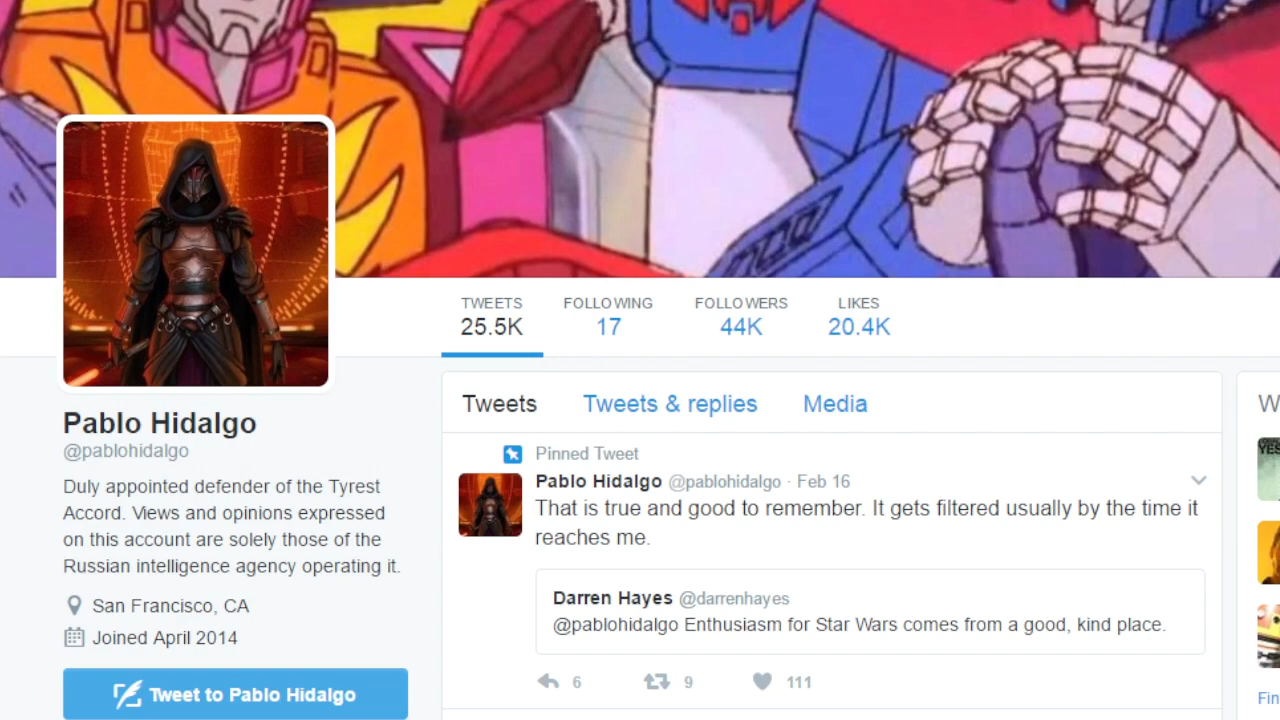 TWEETS FOLLOWING FOLLOWERS LIKES
25.5K 17 44K 20.4K
Pablo Hidalgo
@pablohidalgo
Duly appointed defender of the Tyrest
Accord. Views and opinions expressed
on this account are solely those of the
Russian intelligence agency operating it.
San Francisco, CA
Joined April 2014
Tweet to Pablo Hidalgo
Tweets Tweets & replies Media
Pinned Tweet
Pablo Hidalgo @pablohidalgo · Feb 16
That is true and good to remember. It gets filtered usually by the time it
reaches me.
Darren Hayes @darrenhayes
@pablohidalgo Enthusiasm for Star Wars comes from a good, kind place.
6 9 111
W
YES
Fin